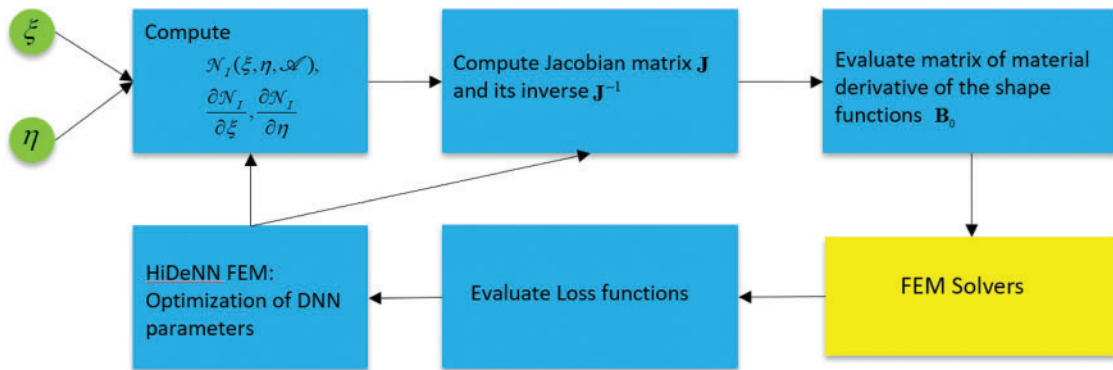 ξ
η
Compute
𝒩_I(ξ,η,𝒜),
∂𝒩_I/∂ξ, ∂𝒩_I/∂η
Compute Jacobian matrix J
and its inverse J⁻¹
Evaluate matrix of material
derivative of the shape
functions B₀
HiDeNN FEM:
Optimization of DNN
parameters
Evaluate Loss functions
FEM Solvers